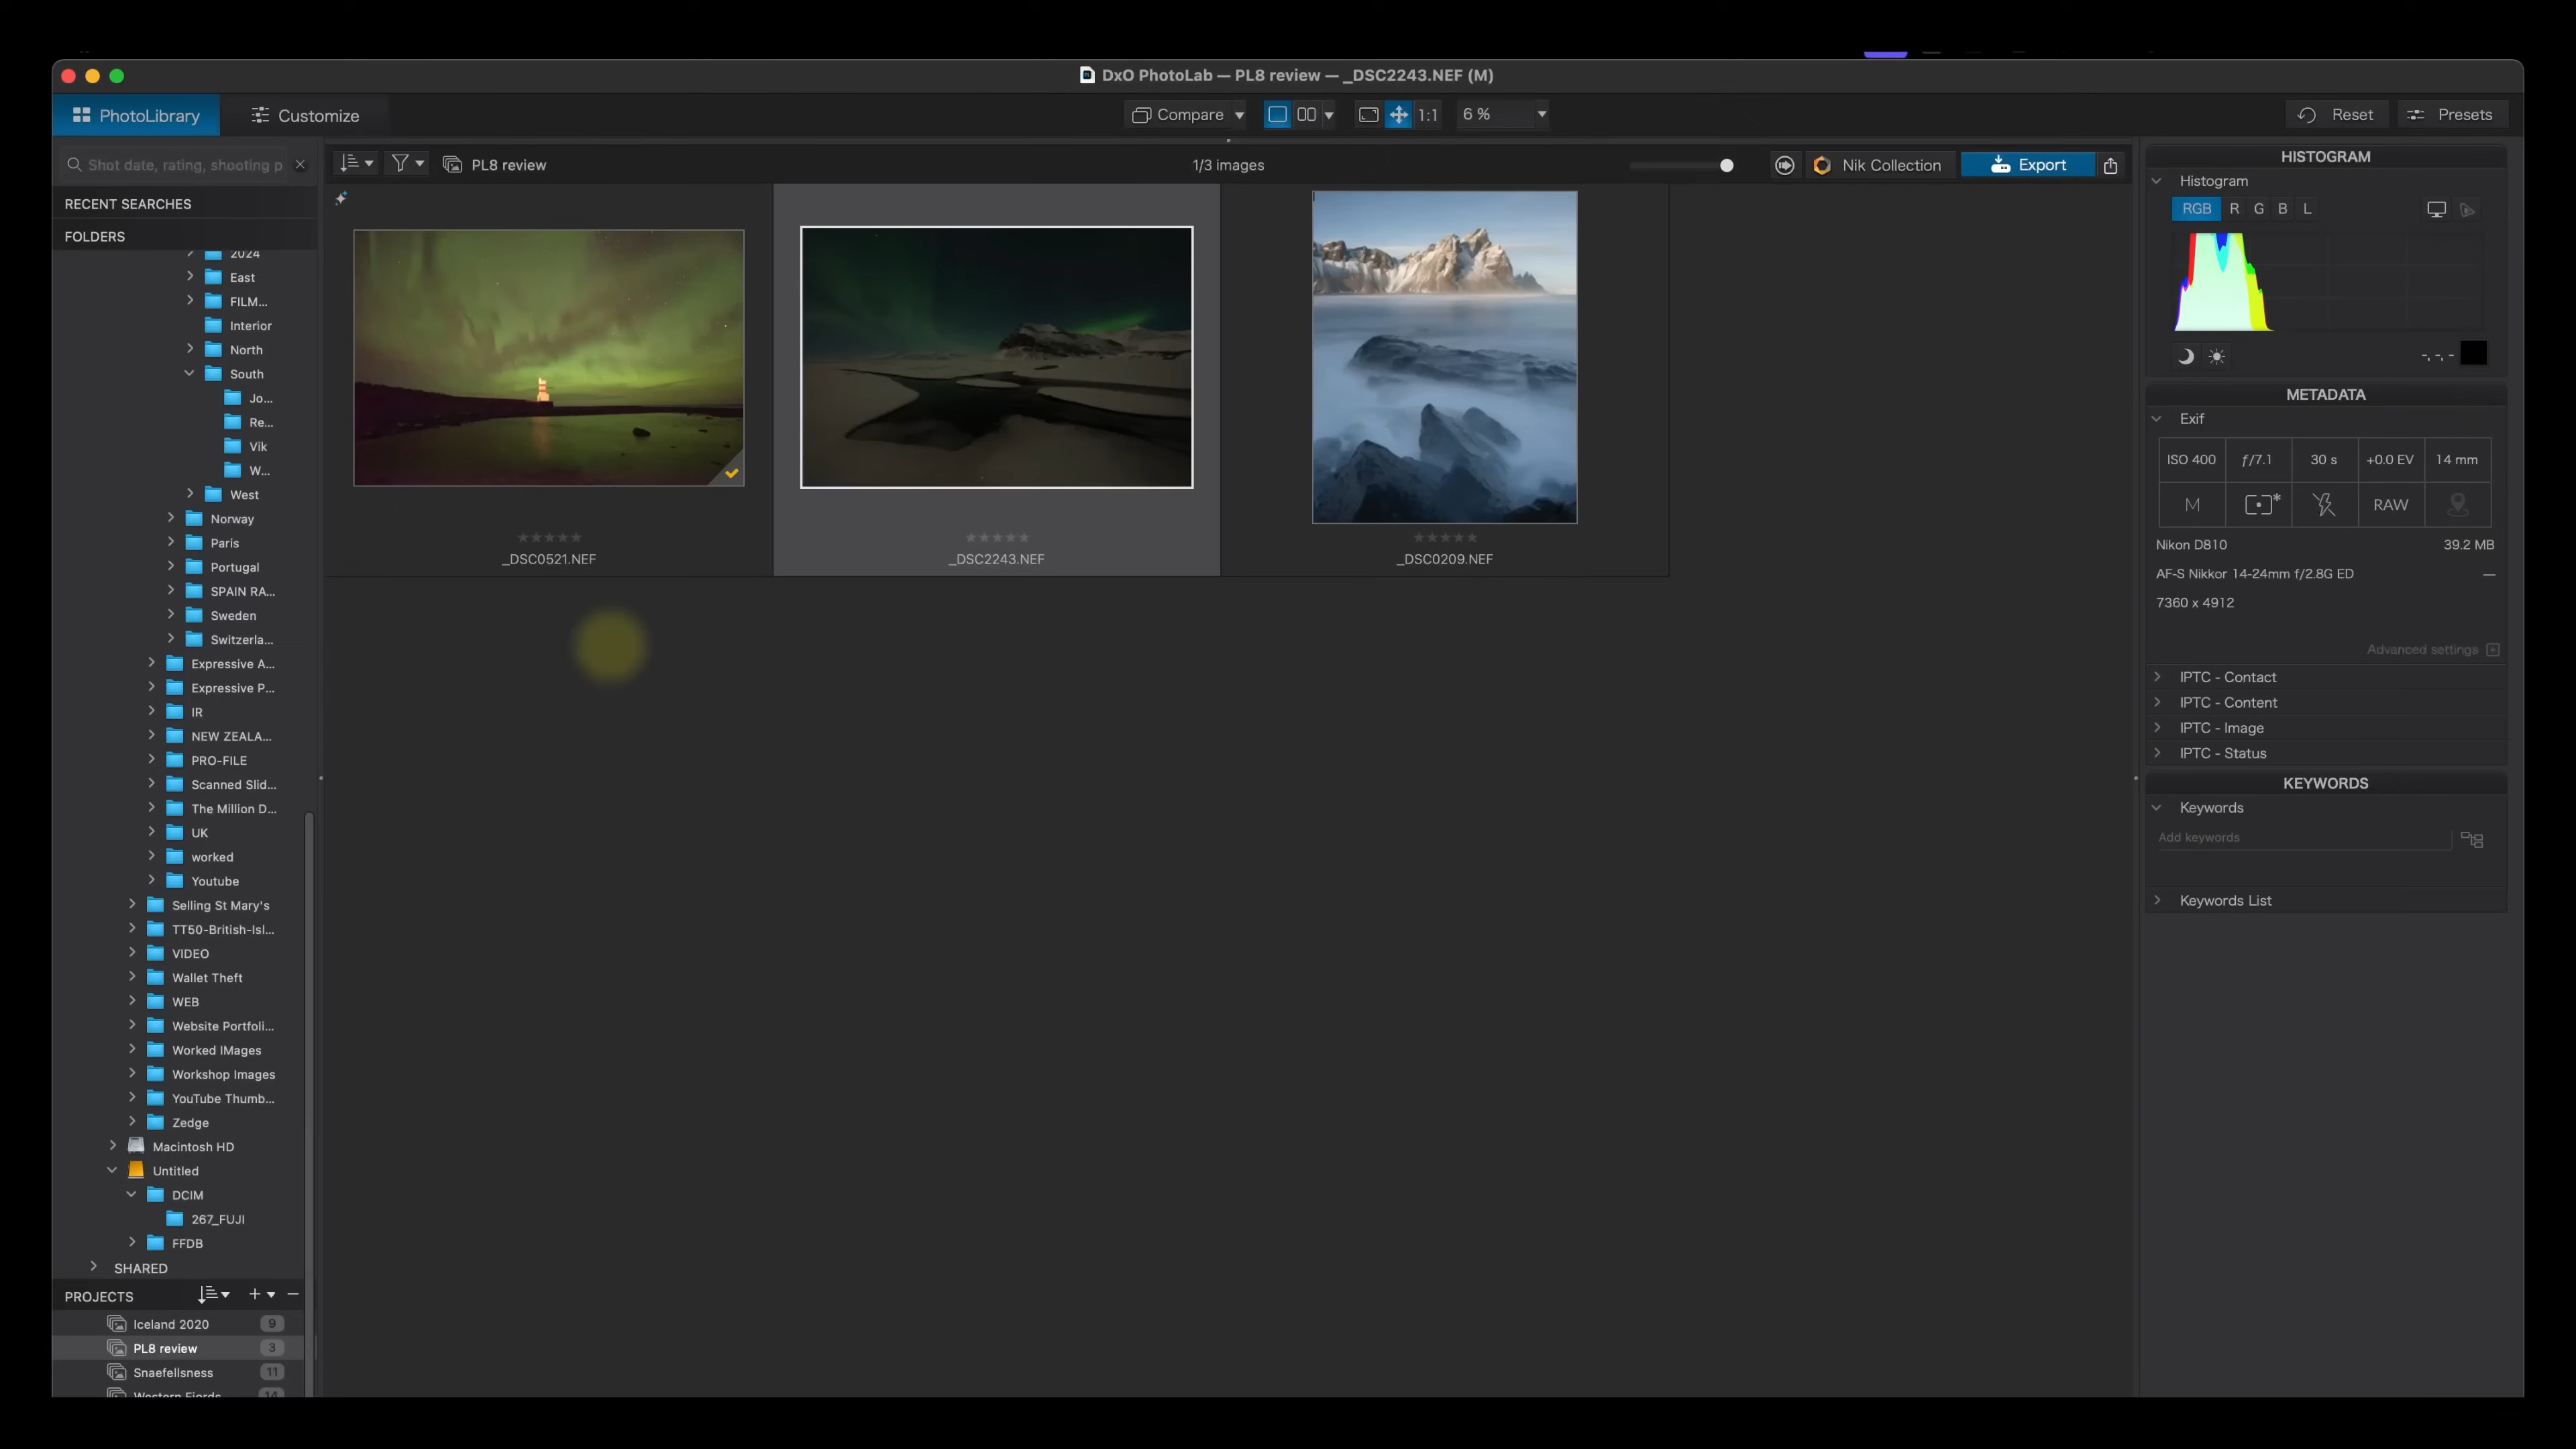 DxO PhotoLab — PL8 review — _DSC2243.NEF (M)
PhotoLibrary
Customize
Compare
1:1
6 %
Reset
Presets
Shot date, rating, shooting p
PL8 review
1/3 images
Nik Collection
Export
RECENT SEARCHES
FOLDERS
2024
East
FILM...
Interior
North
South
Jo...
Re...
Vik
W...
West
Norway
Paris
Portugal
SPAIN RA...
Sweden
Switzerla...
Expressive A...
Expressive P...
IR
NEW ZEALA...
PRO-FILE
Scanned Slid...
The Million D...
UK
worked
Youtube
Selling St Mary's
TT50-British-Isl...
VIDEO
Wallet Theft
WEB
Website Portfoli...
Worked IMages
Workshop Images
YouTube Thumb...
Zedge
Macintosh HD
Untitled
DCIM
267_FUJI
FFDB
SHARED
PROJECTS
Iceland 2020 9
PL8 review 3
Snaefellsness 11
Western Fjords 14
_DSC0521.NEF
_DSC2243.NEF
_DSC0209.NEF
HISTOGRAM
Histogram
RGB R G B L
-, -, -
METADATA
Exif
ISO 400 ƒ/7.1 30 s +0.0 EV 14 mm
M RAW
Nikon D810 39.2 MB
AF-S Nikkor 14-24mm f/2.8G ED —
7360 x 4912
Advanced settings
IPTC - Contact
IPTC - Content
IPTC - Image
IPTC - Status
KEYWORDS
Keywords
Add keywords
Keywords List